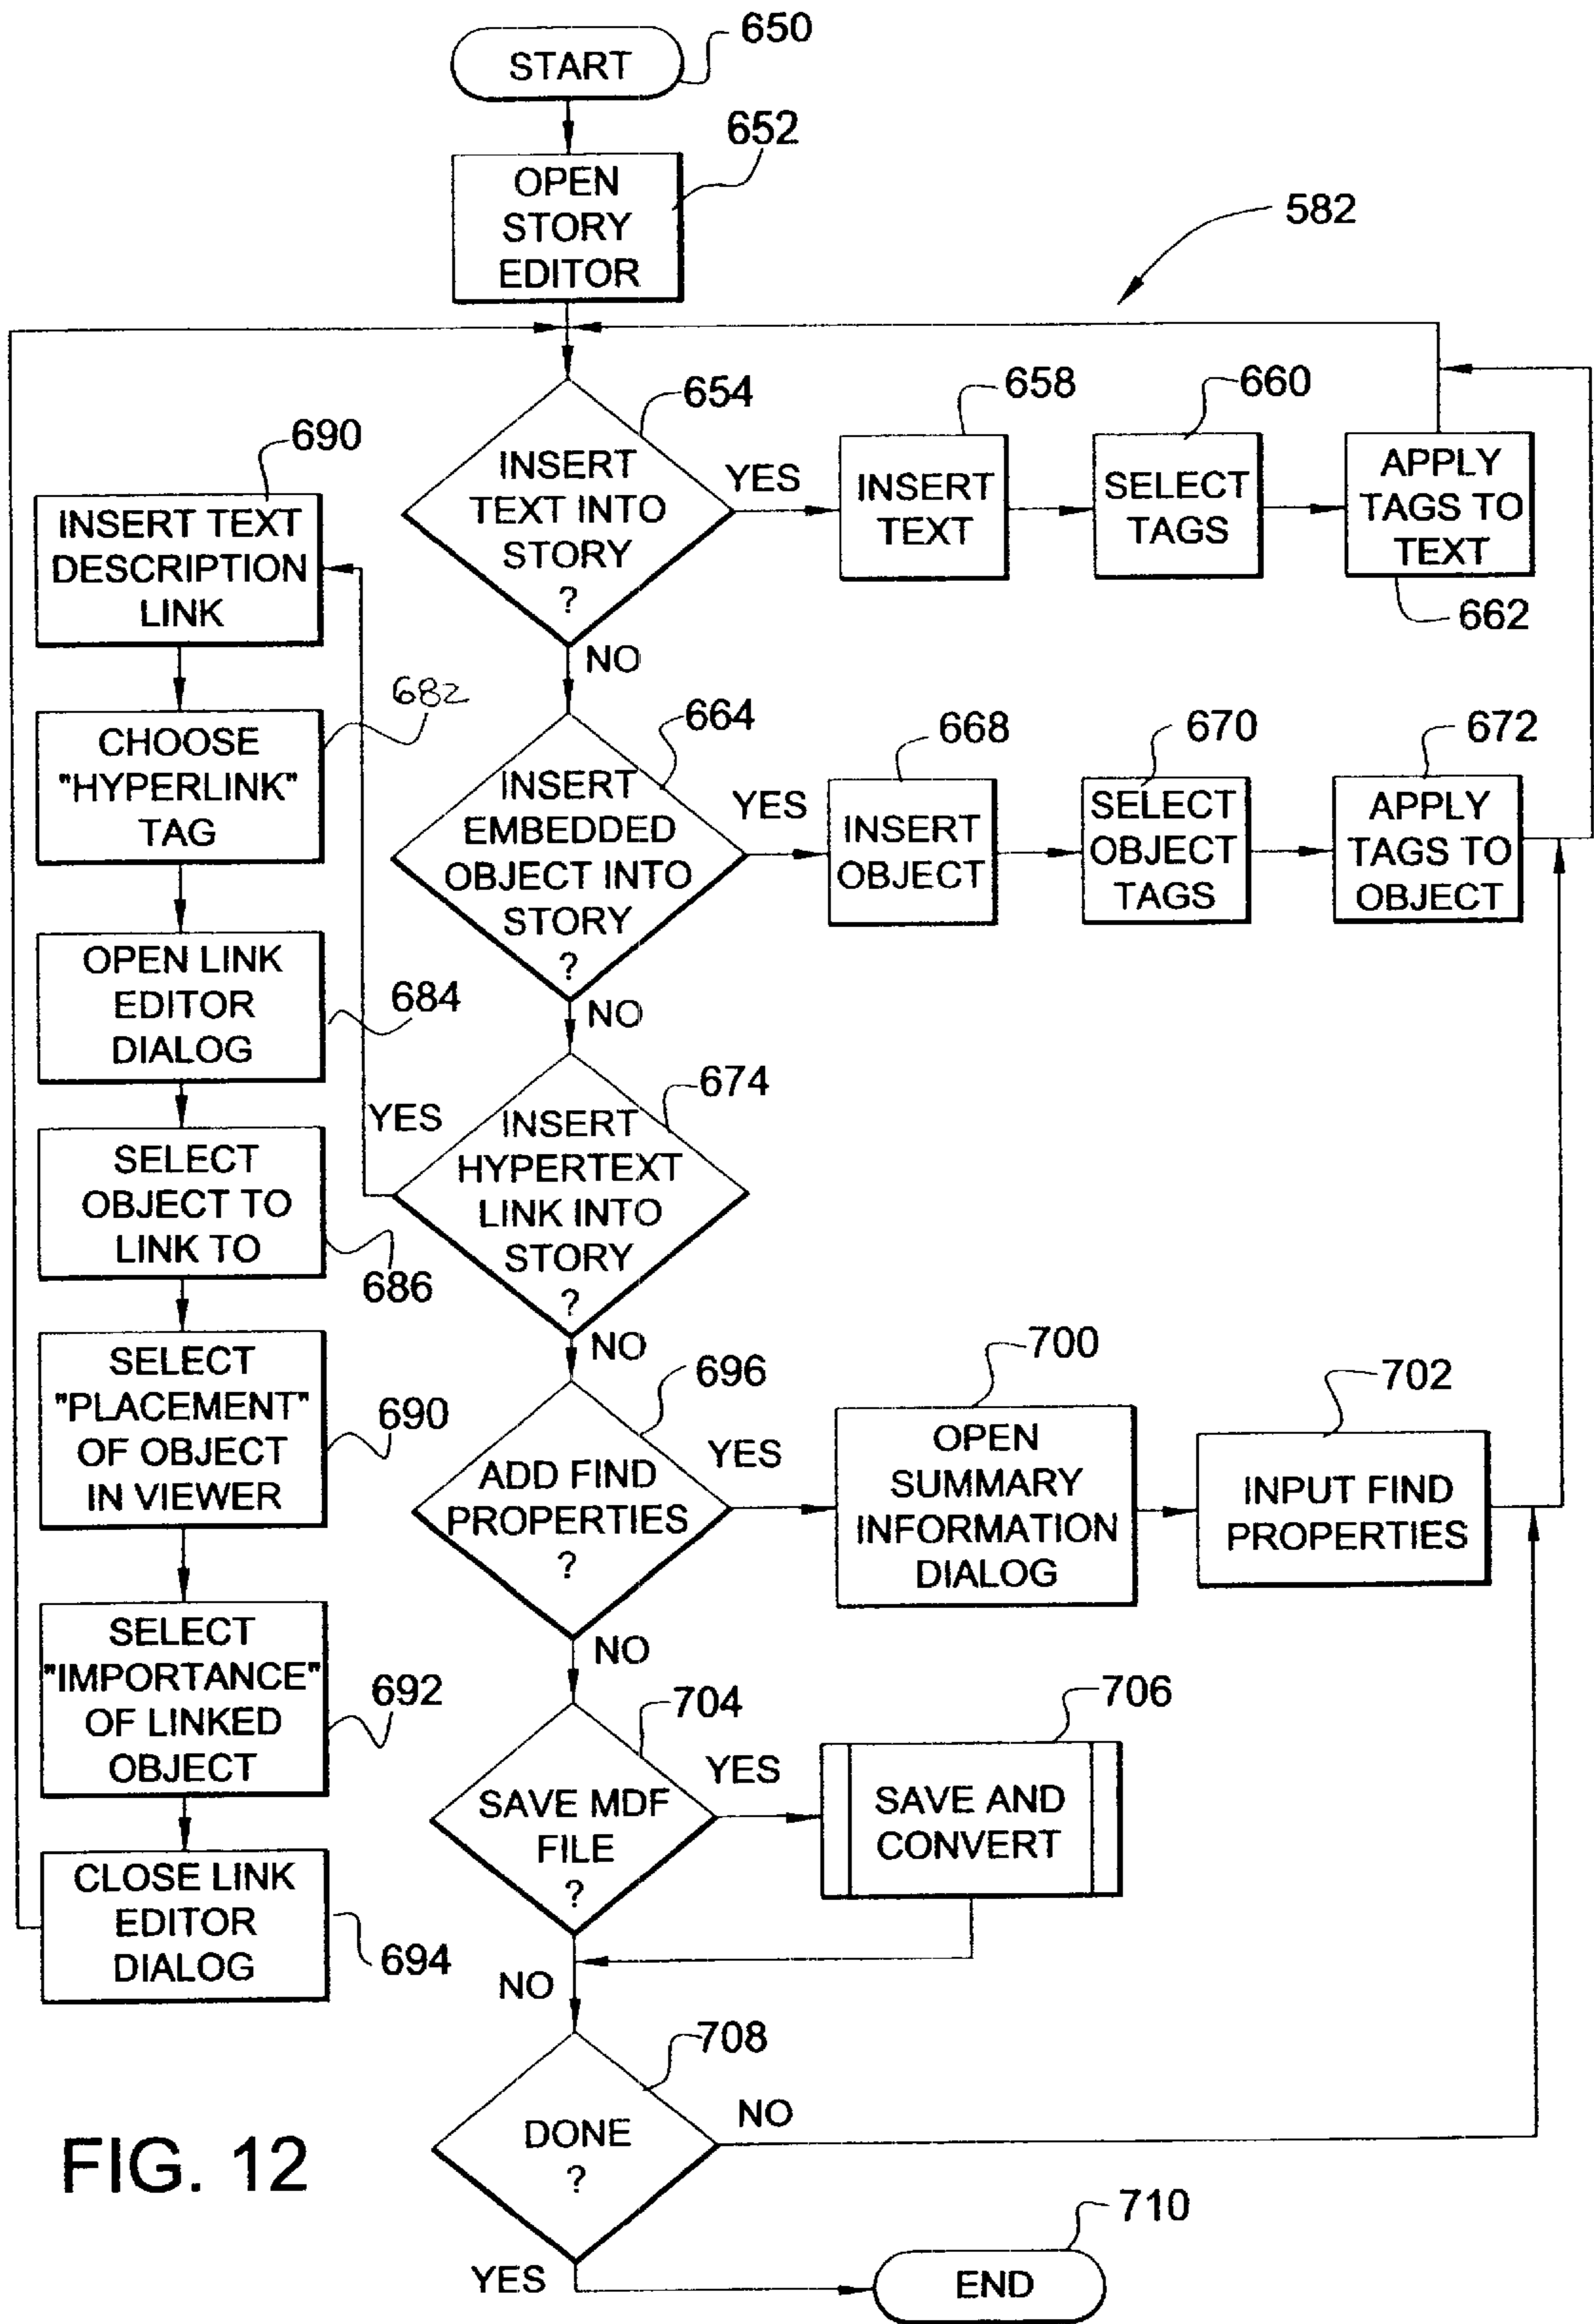 650
START
652
OPEN
STORY
EDITOR
582
654
INSERT
TEXT INTO
STORY
?
YES
658
INSERT
TEXT
660
SELECT
TAGS
APPLY
TAGS TO
TEXT
662
NO
664
INSERT
EMBEDDED
OBJECT INTO
STORY
?
YES
668
INSERT
OBJECT
670
SELECT
OBJECT
TAGS
672
APPLY
TAGS TO
OBJECT
NO
674
INSERT
HYPERTEXT
LINK INTO
STORY
?
YES
690
INSERT TEXT
DESCRIPTION
LINK
682
CHOOSE
"HYPERLINK"
TAG
OPEN LINK
EDITOR
DIALOG
684
SELECT
OBJECT TO
LINK TO
686
SELECT
"PLACEMENT"
OF OBJECT
IN VIEWER
690
SELECT
"IMPORTANCE"
OF LINKED
OBJECT
692
CLOSE LINK
EDITOR
DIALOG
694
NO
696
ADD FIND
PROPERTIES
?
YES
700
OPEN
SUMMARY
INFORMATION
DIALOG
702
INPUT FIND
PROPERTIES
NO
704
SAVE MDF
FILE
?
YES
706
SAVE AND
CONVERT
NO
708
DONE
?
NO
YES
710
END
FIG. 12